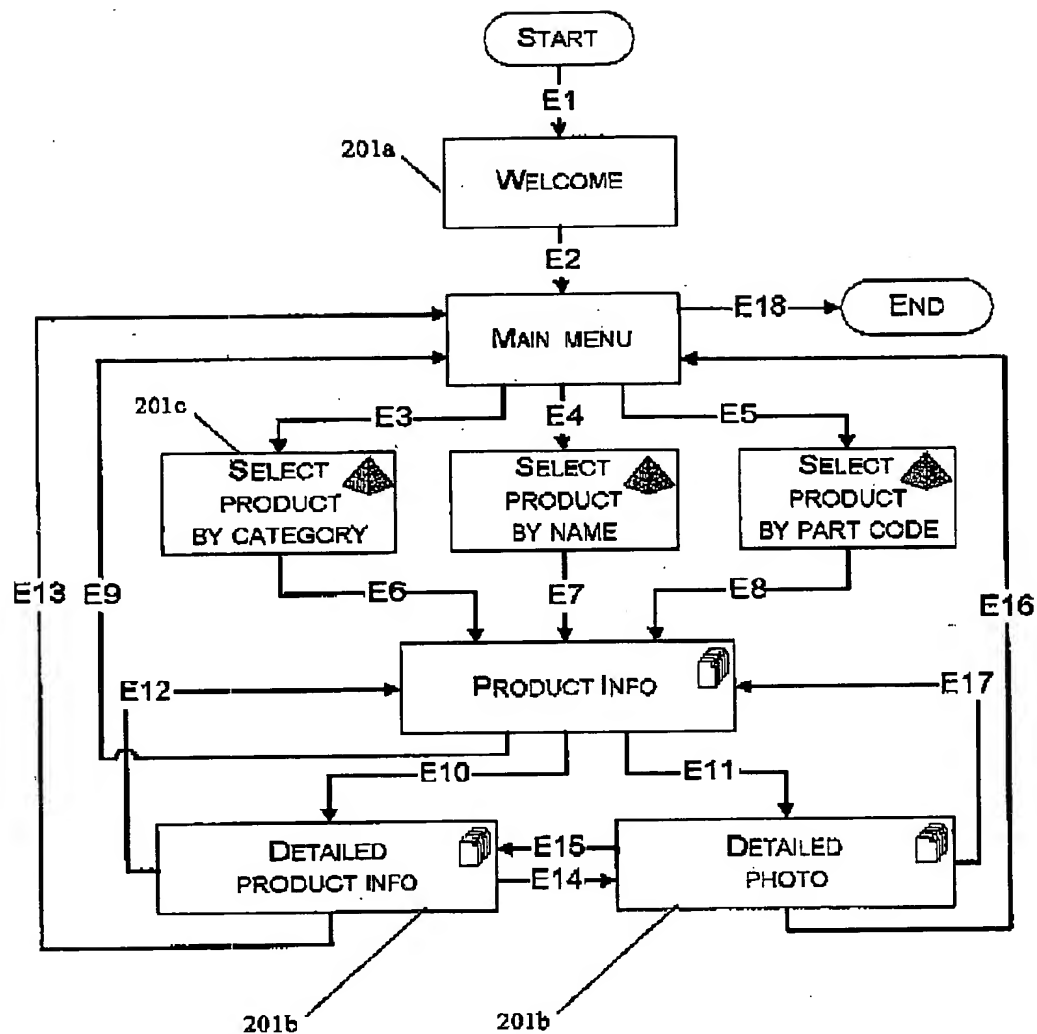 START
E1
201a
WELCOME
E2
MAIN MENU
E18
END
201c
E3
E4
E5
SELECT
PRODUCT
BY CATEGORY
SELECT
PRODUCT
BY NAME
SELECT
PRODUCT
BY PART CODE
E13
E9
E6
E7
E8
E16
E12
PRODUCT INFO
E17
E10
E11
DETAILED
PRODUCT INFO
E15
E14
DETAILED
PHOTO
201b
201b